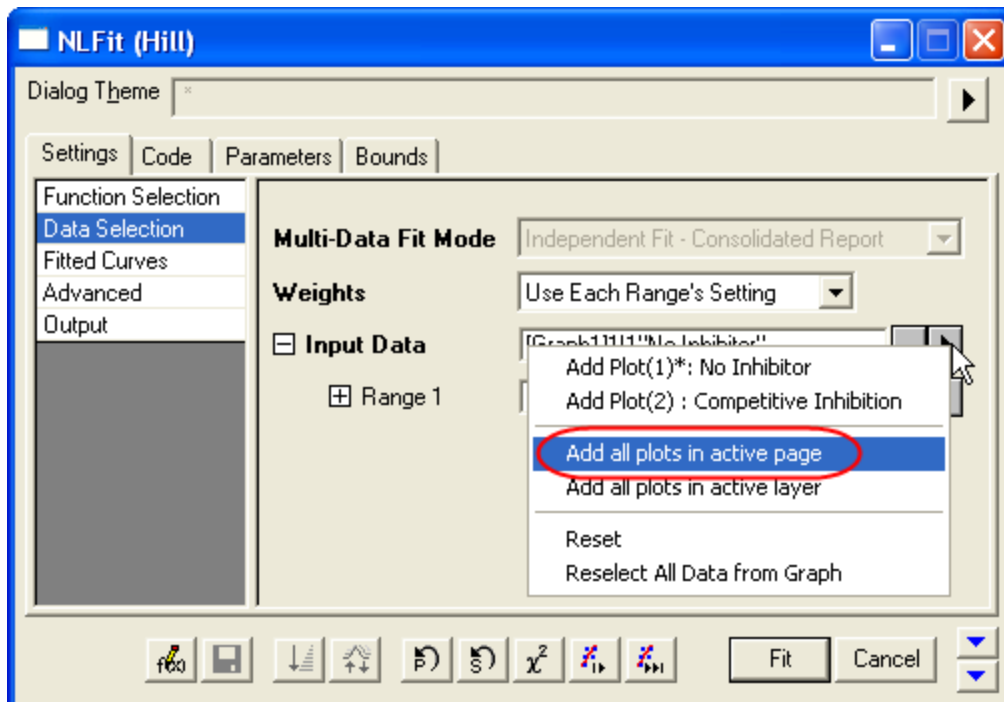 NLFit (Hill)
Dialog Theme *
Settings Code Parameters Bounds
Function Selection
Data Selection
Fitted Curves
Advanced
Output
Multi-Data Fit Mode Independent Fit - Consolidated Report
Weights Use Each Range's Setting
Input Data [Graph1]1!1"No Inhibitor"
Range 1
Add Plot(1)*: No Inhibitor
Add Plot(2) : Competitive Inhibition
Add all plots in active page
Add all plots in active layer
Reset
Reselect All Data from Graph
f(x) P S χ² Fit Cancel